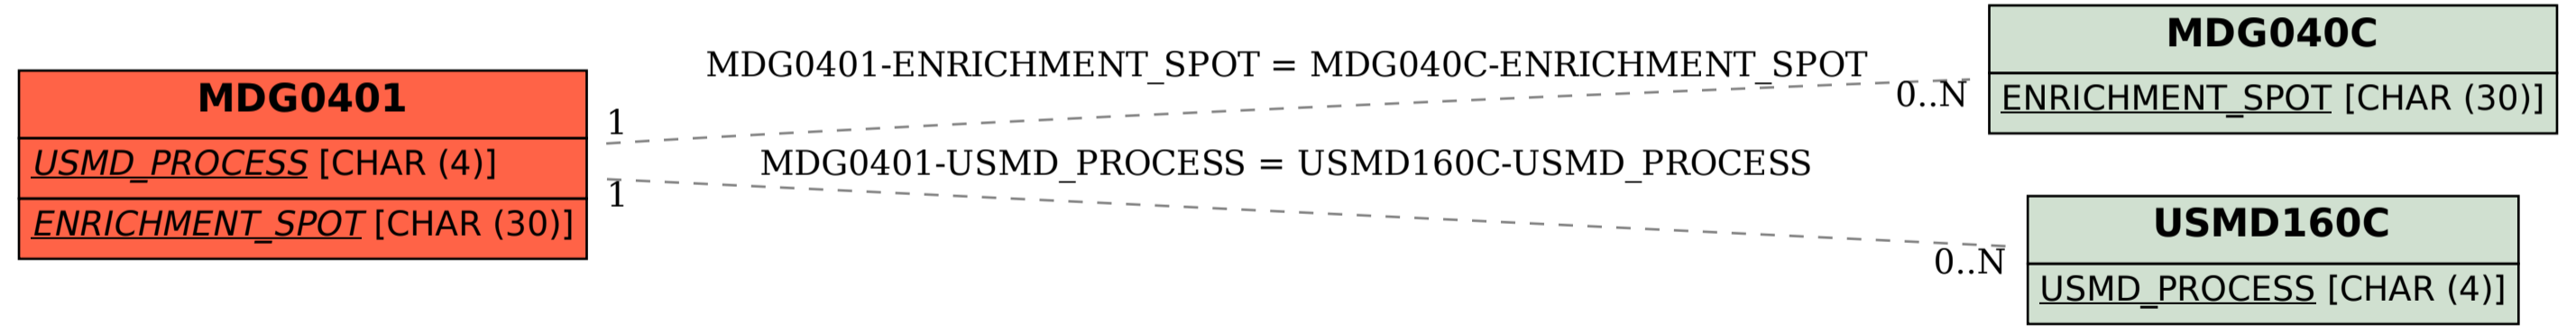 MDG0401
USMD_PROCESS [CHAR (4)]
ENRICHMENT_SPOT [CHAR (30)]
MDG0401-ENRICHMENT_SPOT = MDG040C-ENRICHMENT_SPOT
1
0..N
MDG0401-USMD_PROCESS = USMD160C-USMD_PROCESS
1
0..N
MDG040C
ENRICHMENT_SPOT [CHAR (30)]
USMD160C
USMD_PROCESS [CHAR (4)]